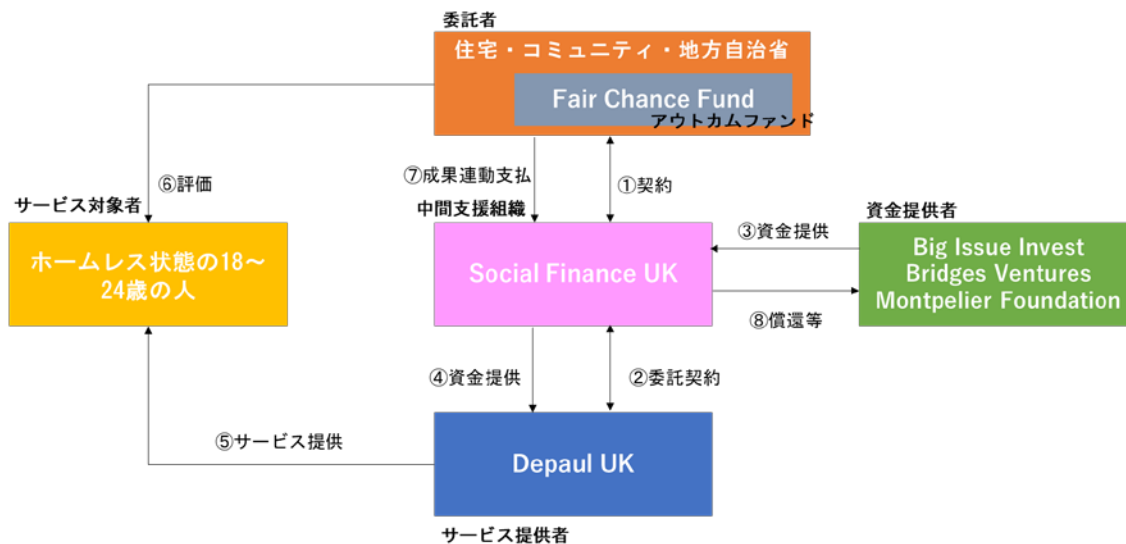 委託者
住宅・コミュニティ・地方自治省
Fair Chance Fund
アウトカムファンド
⑥評価
⑦成果連動支払
①契約
サービス対象者
中間支援組織
資金提供者
ホームレス状態の18～
24歳の人
Social Finance UK
③資金提供
⑧償還等
Big Issue Invest
Bridges Ventures
Montpelier Foundation
④資金提供
②委託契約
⑤サービス提供
Depaul UK
サービス提供者